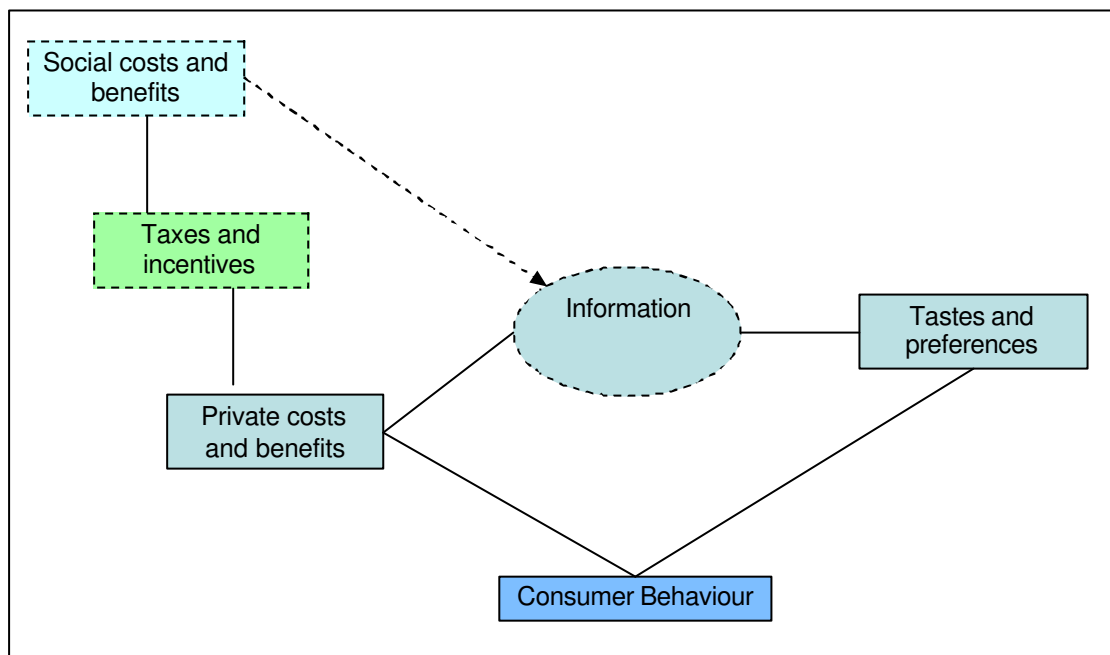 Social costs and
benefits
Taxes and
incentives
Information
Tastes and
preferences
Private costs
and benefits
Consumer Behaviour